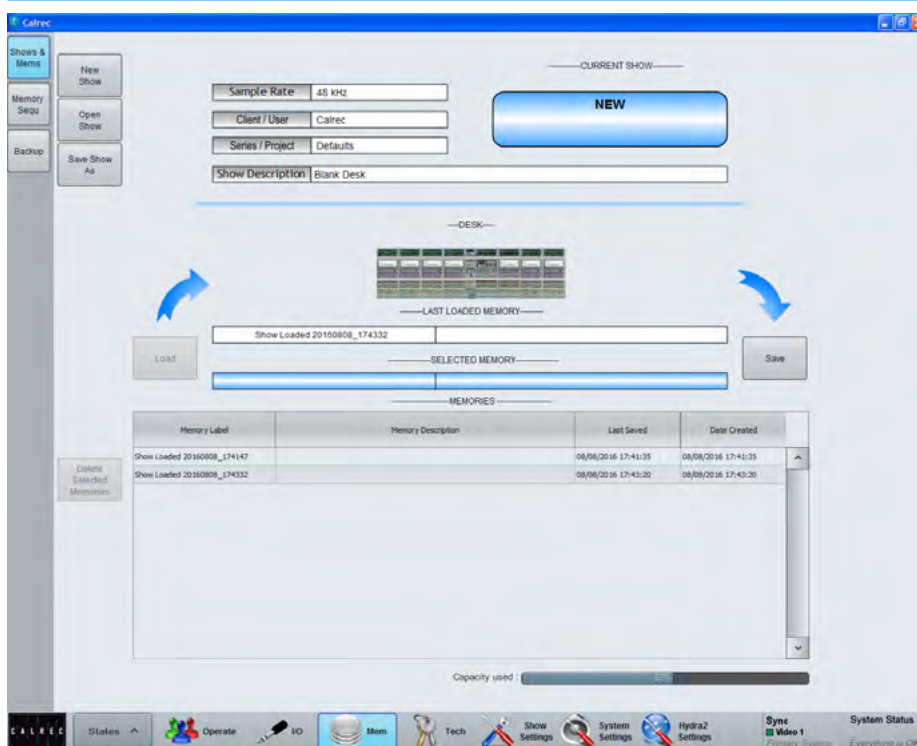 Calrec
Shows &
Mems
Memory
Sequ
Backup
New
Show
Open
Show
Save Show
As
CURRENT SHOW
NEW
Sample Rate 48 kHz
Client / User Calrec
Series / Project Defaults
Show Description Blank Desk
DESK
LAST LOADED MEMORY
Show Loaded 20160808_174332
Load
SELECTED MEMORY
Save
MEMORIES
Memory Label Memory Description Last Saved Date Created
Show Loaded 20160808_174147 08/08/2016 17:41:35 08/08/2016 17:41:35
Show Loaded 20160808_174332 08/08/2016 17:43:20 08/08/2016 17:43:20
Delete
Selected
Memories
Capacity used :
CALREC
States
Operate
I/O
Mem
Tech
Show
Settings
System
Settings
Hydra2
Settings
Sync
Video 1
System Status